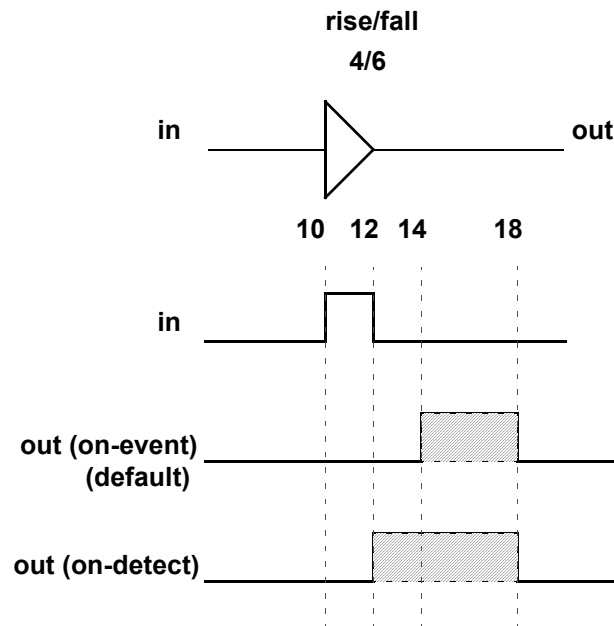 rise/fall
4/6
in
out
10 12 14 18
in
out (on-event)
(default)
out (on-detect)